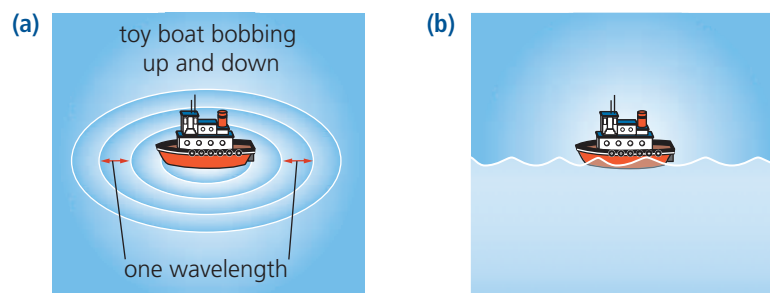 (a)
toy boat bobbing
up and down
one wavelength
(b)